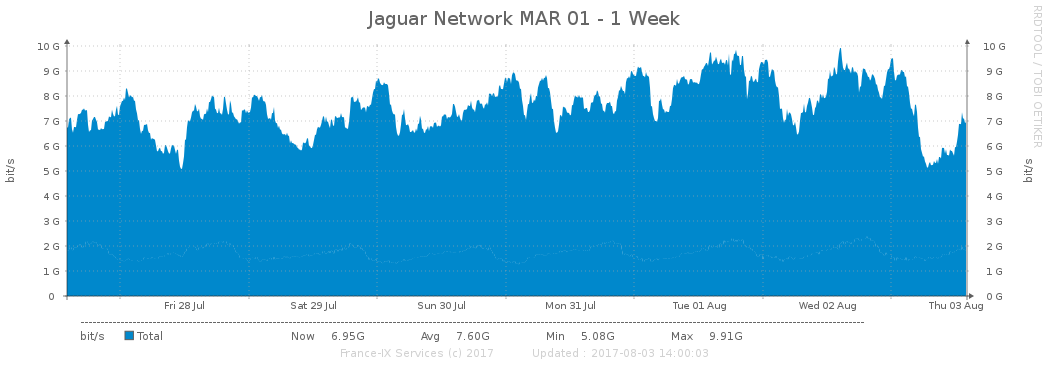 Jaguar Network MAR 01 - 1 Week
RRDTOOL / TOBI OETIKER
bit/s
bit/s
10 G 10 G
9 G 9 G
8 G 8 G
7 G 7 G
6 G 6 G
5 G 5 G
4 G 4 G
3 G 3 G
2 G 2 G
1 G 1 G
0 0 G
Fri 28 Jul Sat 29 Jul Sun 30 Jul Mon 31 Jul Tue 01 Aug Wed 02 Aug Thu 03 Aug
bit/s Total Now 6.95G Avg 7.60G Min 5.08G Max 9.91G
France-IX Services (c) 2017 Updated : 2017-08-03 14:00:03